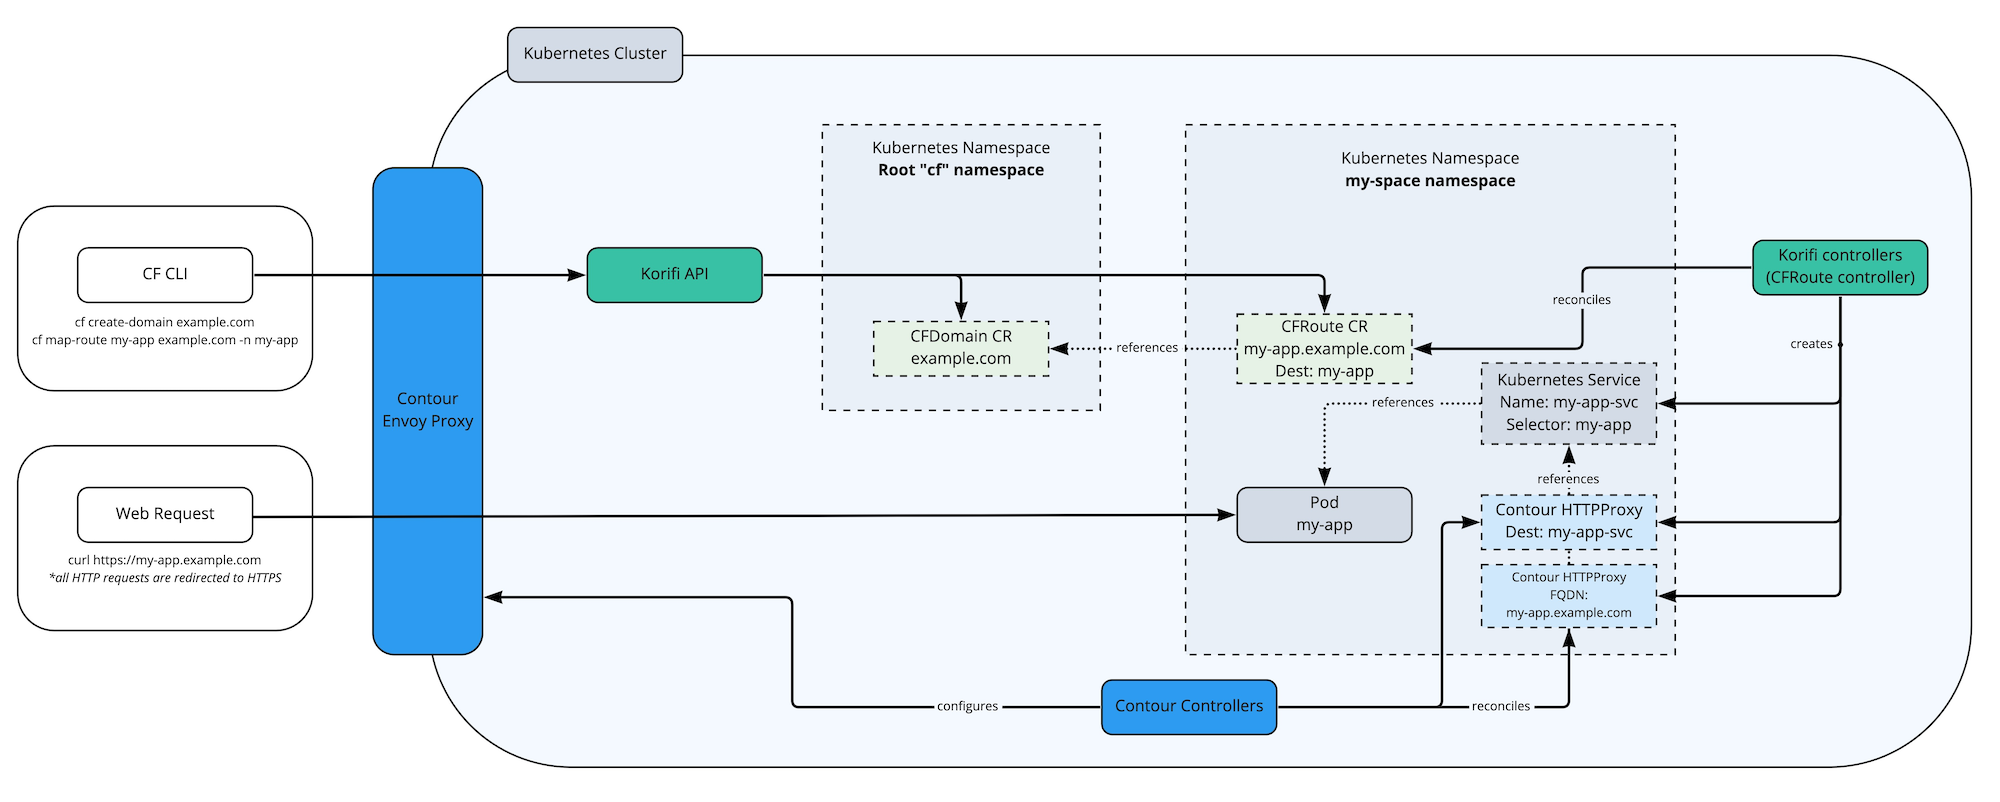 Kubernetes Cluster
Kubernetes Namespace
Root "cf" namespace
Kubernetes Namespace
my-space namespace
CF CLI
cf create-domain example.com
cf map-route my-app example.com -n my-app
Korifi API
Korifi controllers
(CFRoute controller)
reconciles
creates
CFDomain CR
example.com
references
CFRoute CR
my-app.example.com
Dest: my-app
Contour
Envoy Proxy
Kubernetes Service
Name: my-app-svc
Selector: my-app
references
references
Web Request
curl https://my-app.example.com
*all HTTP requests are redirected to HTTPS
Pod
my-app
Contour HTTPProxy
Dest: my-app-svc
Contour HTTPProxy
FQDN:
my-app.example.com
configures
Contour Controllers
reconciles